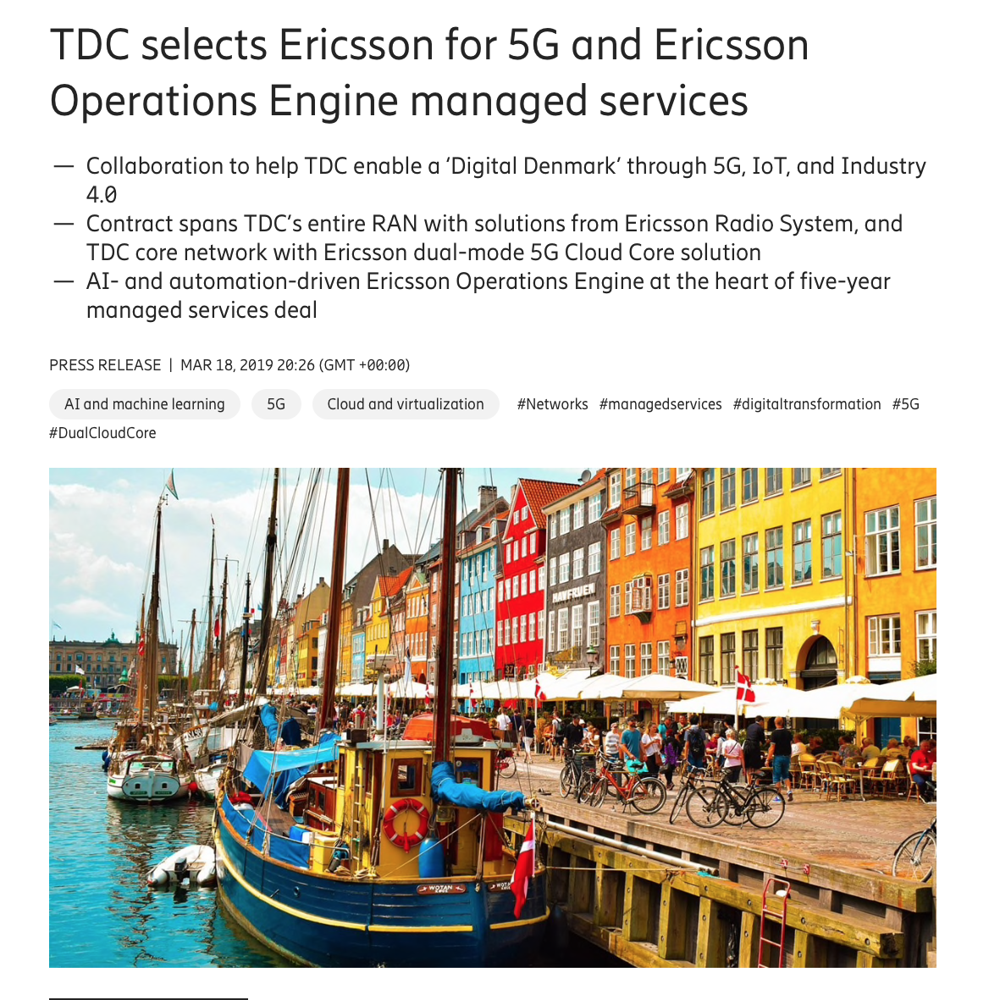 TDC selects Ericsson for 5G and Ericsson
Operations Engine managed services
— Collaboration to help TDC enable a ‘Digital Denmark’ through 5G, IoT, and Industry
4.0
— Contract spans TDC’s entire RAN with solutions from Ericsson Radio System, and
TDC core network with Ericsson dual-mode 5G Cloud Core solution
— AI- and automation-driven Ericsson Operations Engine at the heart of five-year
managed services deal
PRESS RELEASE | MAR 18, 2019 20:26 (GMT +00:00)
AI and machine learning 5G Cloud and virtualization #Networks #managedservices #digitaltransformation #5G
#DualCloudCore
HAVFRUEN
37
WOTAN